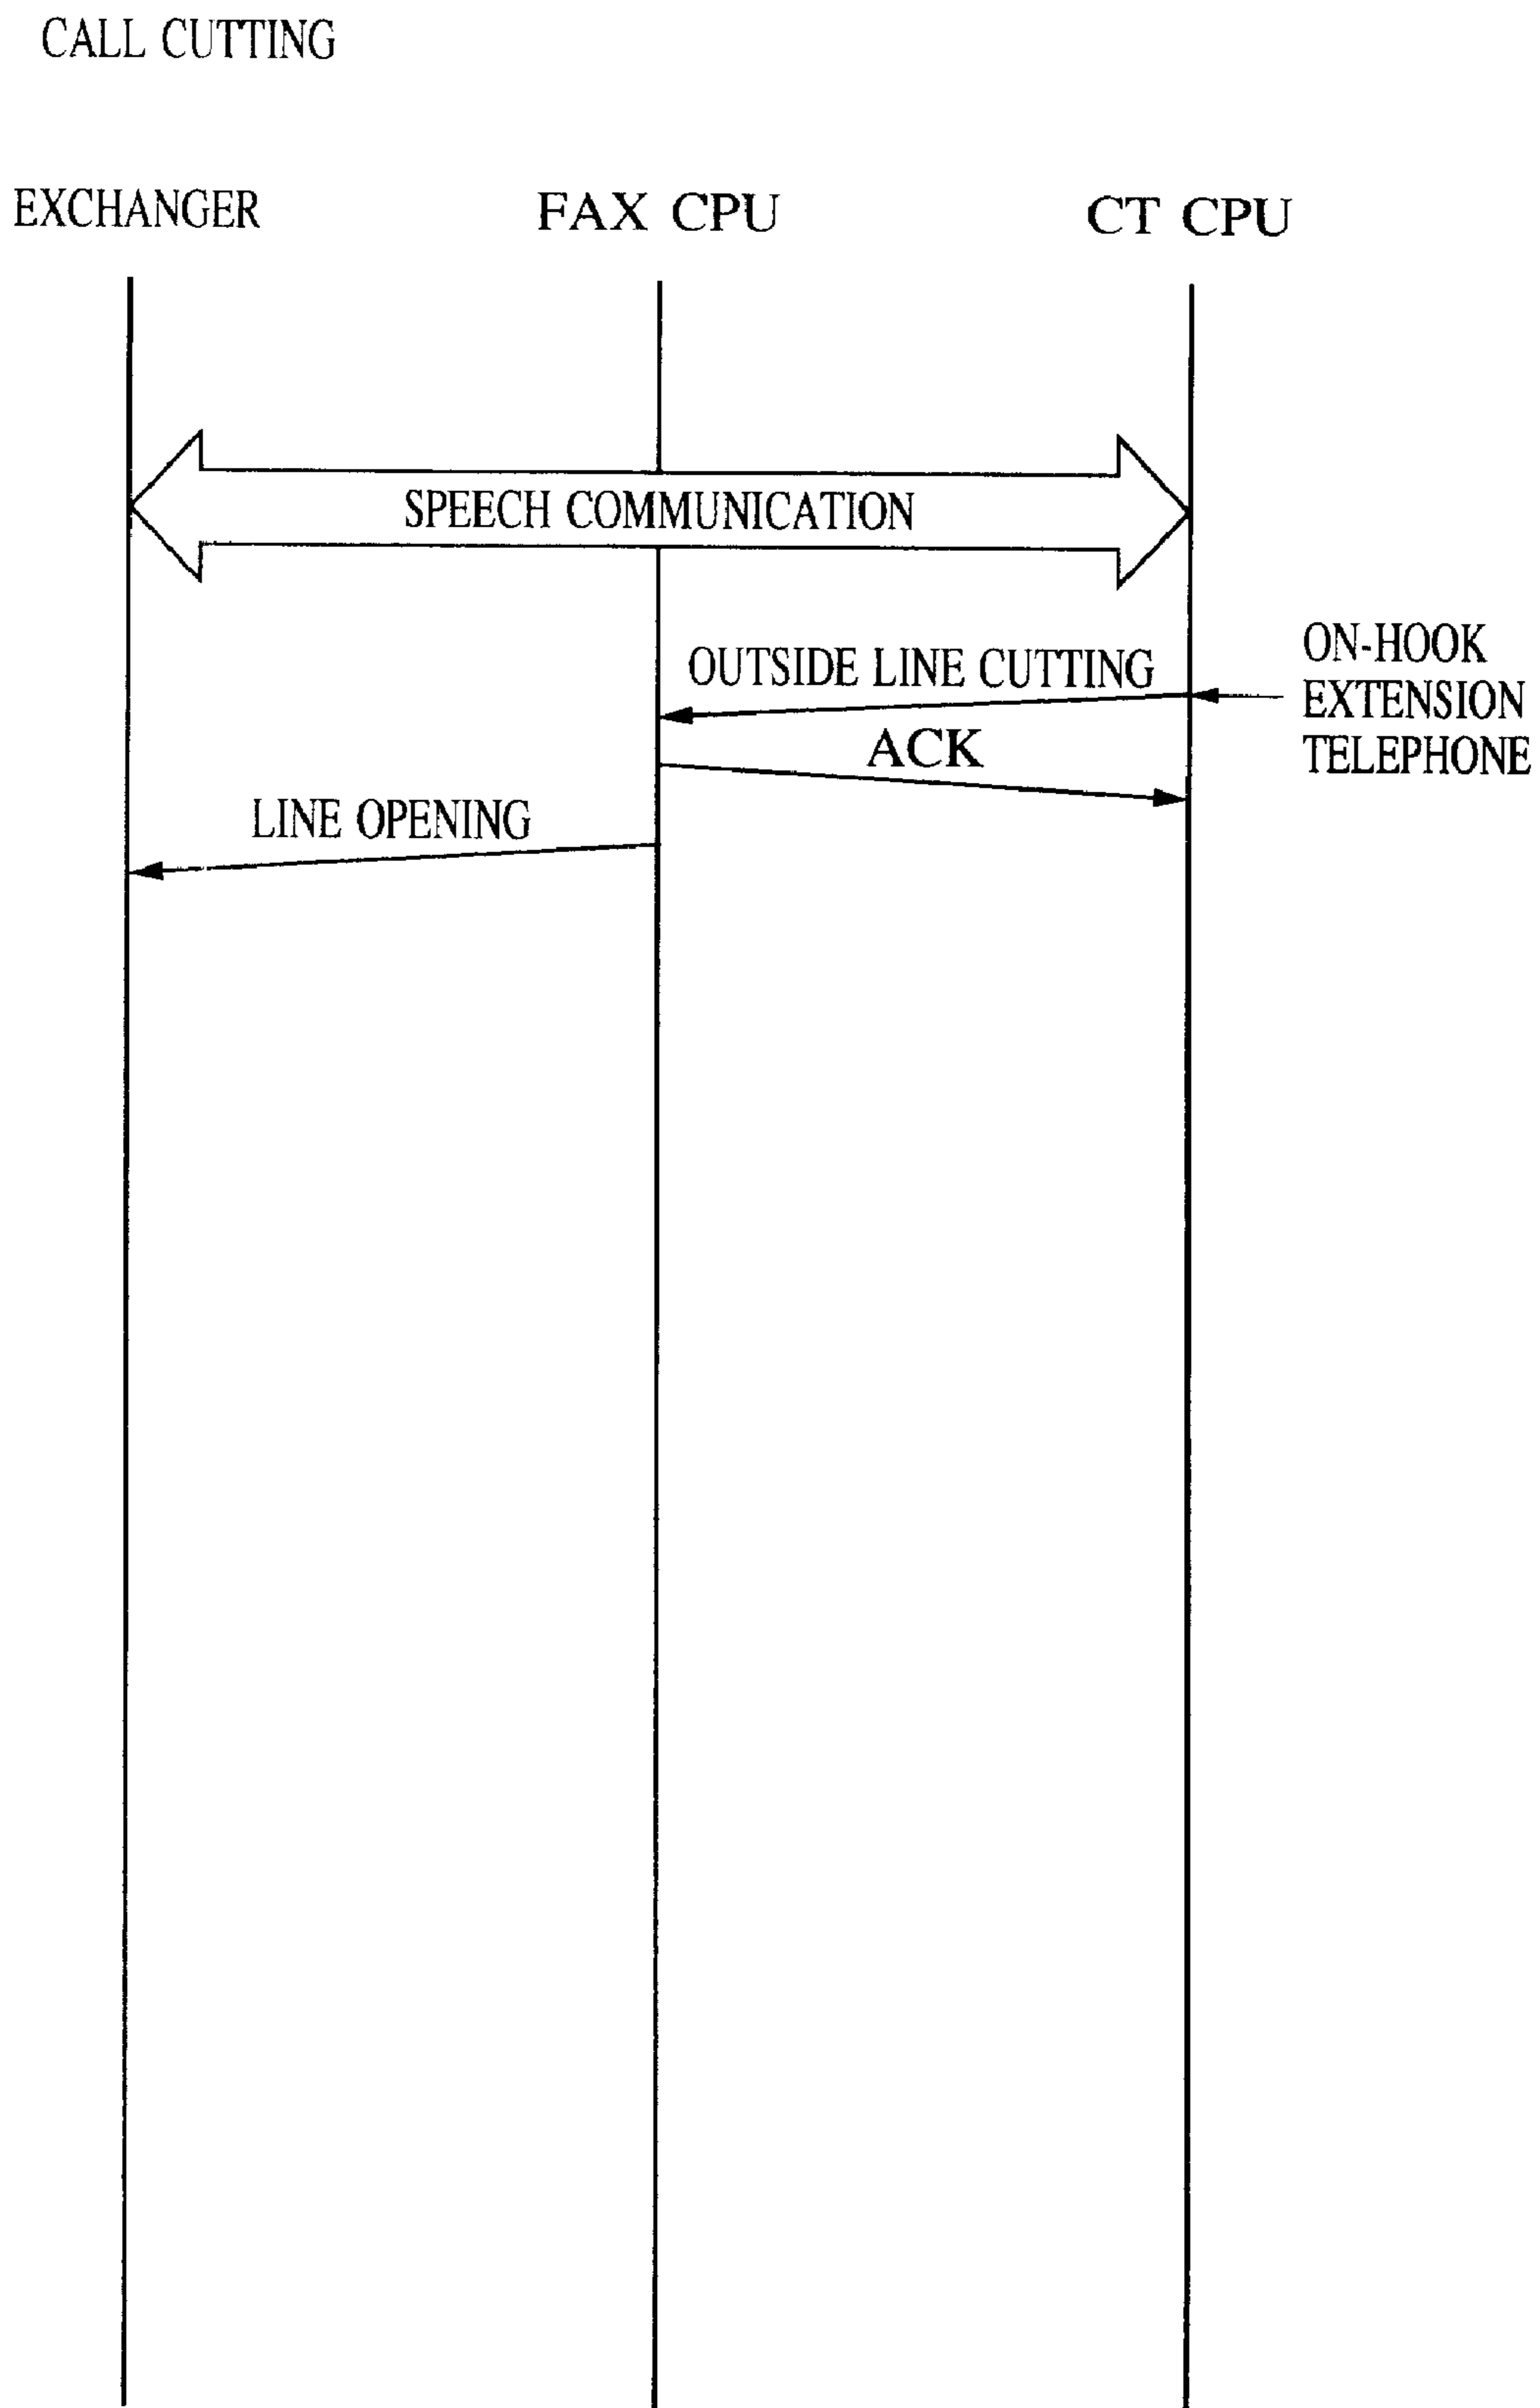 CALL CUTTING
EXCHANGER
FAX CPU
CT CPU
SPEECH COMMUNICATION
OUTSIDE LINE CUTTING
ON-HOOK
EXTENSION
TELEPHONE
ACK
LINE OPENING